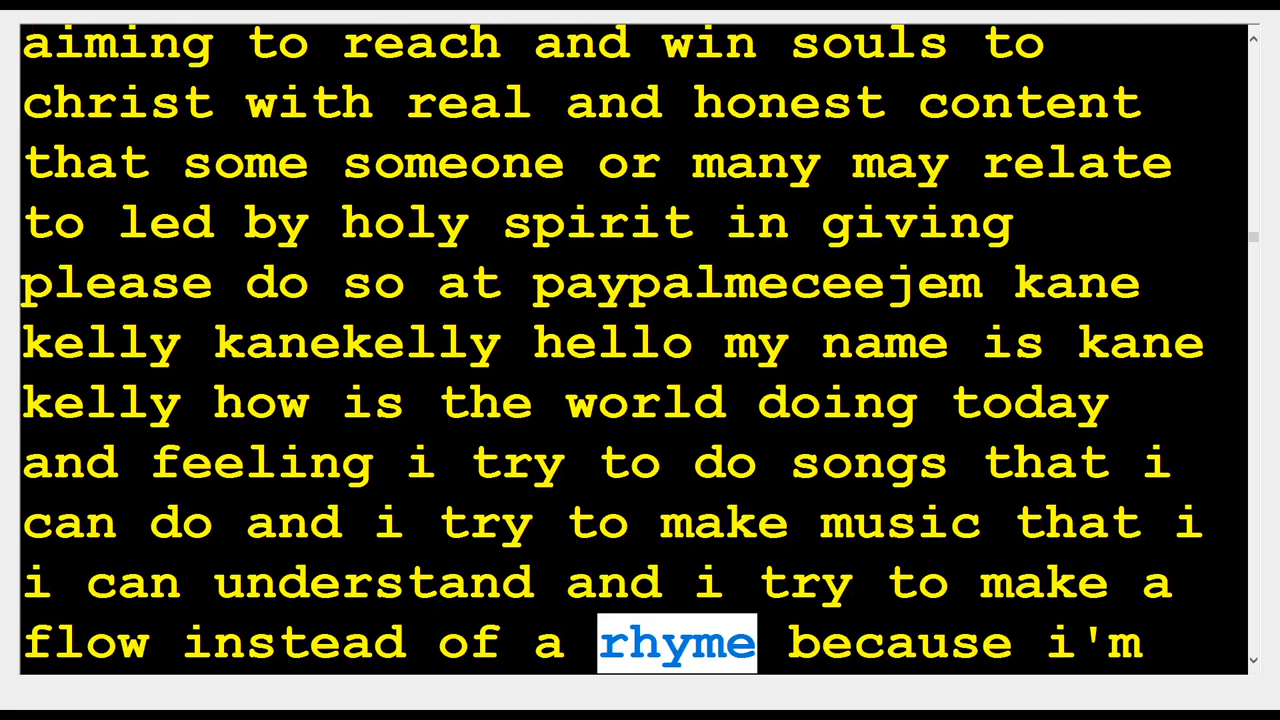 aiming to reach and win souls to
christ with real and honest content
that some someone or many may relate
to led by holy spirit in giving
please do so at paypalmeceejem kane
kelly kanekelly hello my name is kane
kelly how is the world doing today
and feeling i try to do songs that i
can do and i try to make music that i
i can understand and i try to make a
flow instead of a rhyme because i'm